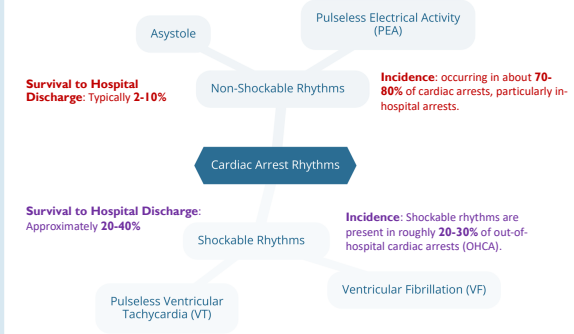 Pulseless Electrical Activity
(PEA)
Asystole
Survival to Hospital
Discharge: Typically 2-10%
Non-Shockable Rhythms
Incidence: occurring in about 70-
80% of cardiac arrests, particularly in-
hospital arrests.
Cardiac Arrest Rhythms
Survival to Hospital Discharge:
Approximately 20-40%
Shockable Rhythms
Incidence: Shockable rhythms are
present in roughly 20-30% of out-of-
hospital cardiac arrests (OHCA).
Pulseless Ventricular
Tachycardia (VT)
Ventricular Fibrillation (VF)